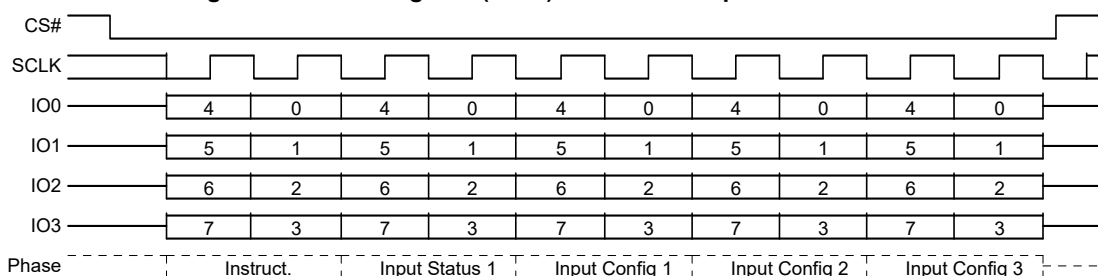 CS#
SCLK
IO0 4 0 4 0 4 0 4 0 4 0
IO1 5 1 5 1 5 1 5 1 5 1
IO2 6 2 6 2 6 2 6 2 6 2
IO3 7 3 7 3 7 3 7 3 7 3
Phase Instruct. Input Status 1 Input Config 1 Input Config 2 Input Config 3